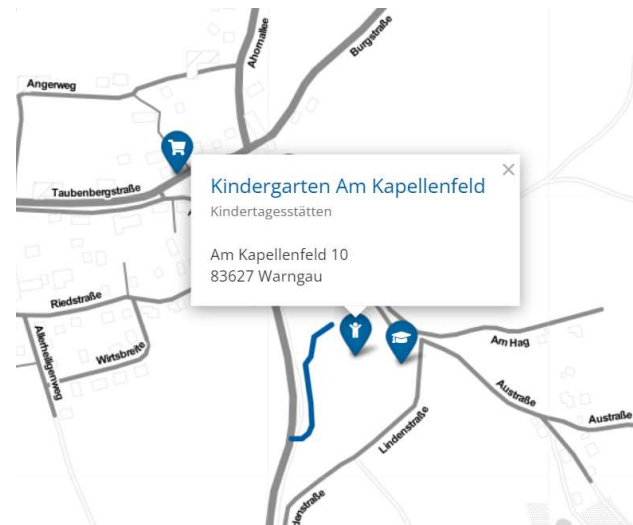 Ahornallee
Burgstraße
Angerweg
Taubenbergstraße
Kindergarten Am Kapellenfeld
Kindertagesstätten
Am Kapellenfeld 10
83627 Warngau
Riedstraße
Allerheiligenweg
Wirtsbreite
Am Hag
Austraße
Austraße
Lindenstraße
denstraße